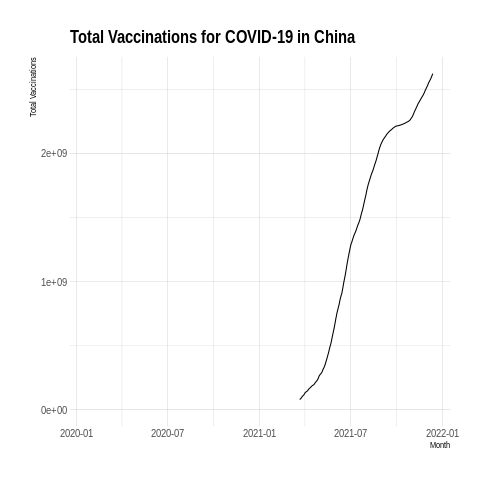 Total Vaccinations for COVID-19 in China
Total Vaccinations
2e+09
1e+09
0e+00
2020-01 2020-07 2021-01 2021-07 2022-01
Month